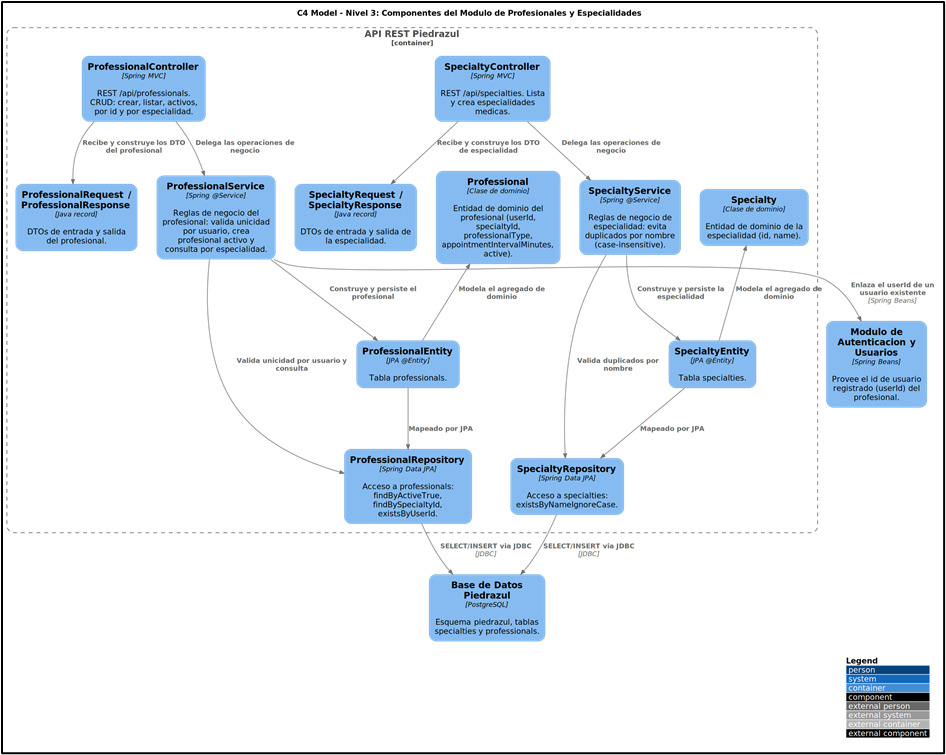 C4 Model - Nivel 3: Componentes del Modulo de Profesionales y Especialidades
API REST Piedrazul
[container]
ProfessionalController
[Spring MVC]
REST /api/professionals.
CRUD: crear, listar, activos,
por id y por especialidad.
SpecialtyController
[Spring MVC]
REST /api/specialties. Lista
y crea especialidades
medicas.
Recibe y construye los DTO
del profesional
Delega las operaciones de
negocio
Recibe y construye los DTO
de especialidad
Delega las operaciones de
negocio
ProfessionalRequest /
ProfessionalResponse
[Java record]
DTOs de entrada y salida
del profesional.
ProfessionalService
[Spring @Service]
Reglas de negocio del
profesional: valida unicidad
por usuario, crea
profesional activo y
consulta por especialidad.
SpecialtyRequest /
SpecialtyResponse
[Java record]
DTOs de entrada y salida de
la especialidad.
Professional
[Clase de dominio]
Entidad de dominio del
profesional (userId,
specialtyId,
professionalType,
appointmentIntervalMinutes,
active).
SpecialtyService
[Spring @Service]
Reglas de negocio de
especialidad: evita
duplicados por nombre
(case-insensitive).
Specialty
[Clase de dominio]
Entidad de dominio de la
especialidad (id, name).
Construye y persiste el
profesional
Modela el agregado de
dominio
Construye y persiste la
especialidad
Modela el agregado de
dominio
Enlaza el userId de un
usuario existente
[Spring Beans]
Modulo de
Autenticacion y
Usuarios
[Spring Beans]
Provee el id de usuario
registrado (userId) del
profesional.
Valida unicidad por usuario y
consulta
ProfessionalEntity
[JPA @Entity]
Tabla professionals.
Valida duplicados por
nombre
SpecialtyEntity
[JPA @Entity]
Tabla specialties.
Mapeado por JPA
Mapeado por JPA
ProfessionalRepository
[Spring Data JPA]
Acceso a professionals:
findByActiveTrue,
findBySpecialtyId,
existsByUserId.
SpecialtyRepository
[Spring Data JPA]
Acceso a specialties:
existsByNameIgnoreCase.
SELECT/INSERT via JDBC
[JDBC]
SELECT/INSERT via JDBC
[JDBC]
Base de Datos
Piedrazul
[PostgreSQL]
Esquema piedrazul, tablas
specialties y professionals.
Legend
person
system
container
component
external person
external system
external container
external component